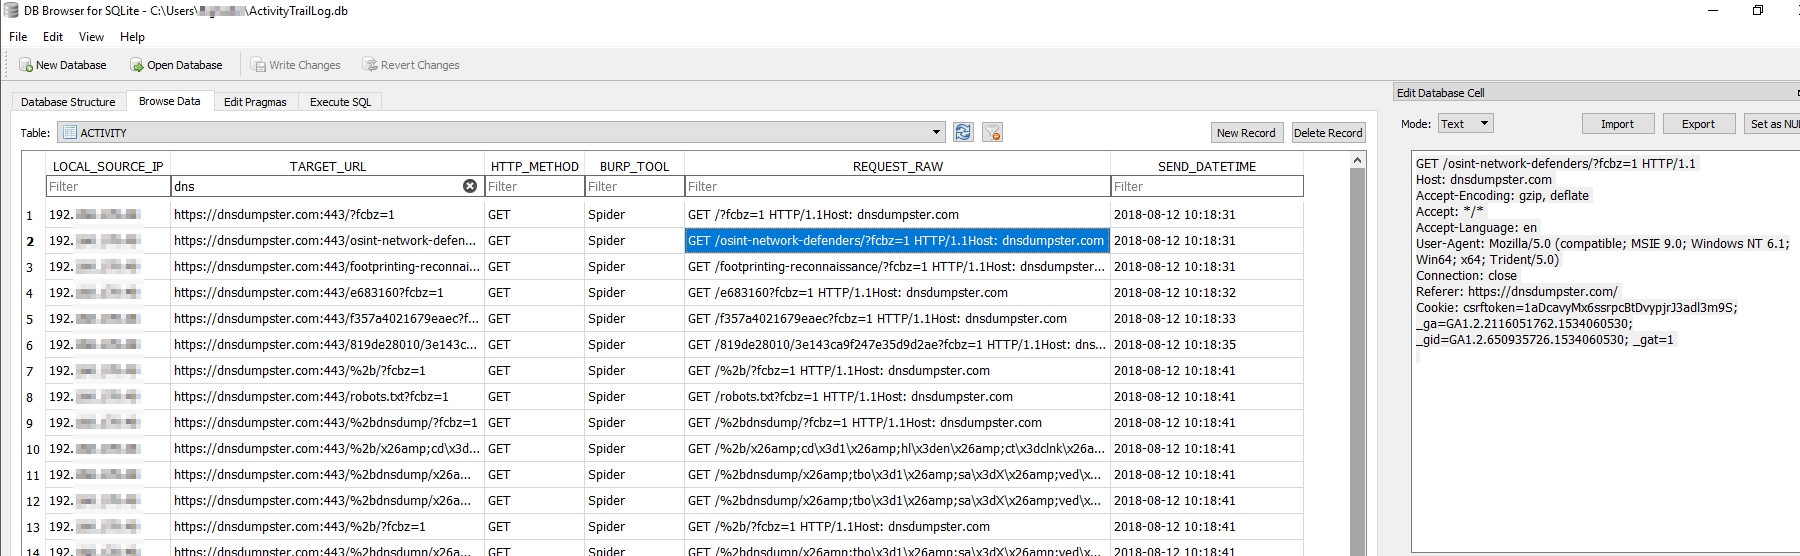 DB Browser for SQLite - C:\Users\ \ActivityTrailLog.db
File Edit View Help
New Database Open Database Write Changes Revert Changes
Database Structure Browse Data Edit Pragmas Execute SQL
Table: ACTIVITY New Record Delete Record
LOCAL_SOURCE_IP TARGET_URL HTTP_METHOD BURP_TOOL REQUEST_RAW SEND_DATETIME
Filter dns Filter Filter Filter Filter
1 192. https://dnsdumpster.com:443/?fcbz=1 GET Spider GET /?fcbz=1 HTTP/1.1Host: dnsdumpster.com 2018-08-12 10:18:31
2 192. https://dnsdumpster.com:443/osint-network-defen... GET Spider GET /osint-network-defenders/?fcbz=1 HTTP/1.1Host: dnsdumpster.com 2018-08-12 10:18:31
3 192. https://dnsdumpster.com:443/footprinting-reconnai... GET Spider GET /footprinting-reconnaissance/?fcbz=1 HTTP/1.1Host: dnsdumpster... 2018-08-12 10:18:31
4 192. https://dnsdumpster.com:443/e683160?fcbz=1 GET Spider GET /e683160?fcbz=1 HTTP/1.1Host: dnsdumpster.com 2018-08-12 10:18:32
5 192. https://dnsdumpster.com:443/f357a4021679eaec?f... GET Spider GET /f357a4021679eaec?fcbz=1 HTTP/1.1Host: dnsdumpster.com 2018-08-12 10:18:33
6 192. https://dnsdumpster.com:443/819de28010/3e143c... GET Spider GET /819de28010/3e143ca9f247e35d9d2ae?fcbz=1 HTTP/1.1Host: dns... 2018-08-12 10:18:35
7 192. https://dnsdumpster.com:443/%2b/?fcbz=1 GET Spider GET /%2b/?fcbz=1 HTTP/1.1Host: dnsdumpster.com 2018-08-12 10:18:41
8 192. https://dnsdumpster.com:443/robots.txt?fcbz=1 GET Spider GET /robots.txt?fcbz=1 HTTP/1.1Host: dnsdumpster.com 2018-08-12 10:18:41
9 192. https://dnsdumpster.com:443/%2bdnsdump/?fcbz=1 GET Spider GET /%2bdnsdump/?fcbz=1 HTTP/1.1Host: dnsdumpster.com 2018-08-12 10:18:41
10 192. https://dnsdumpster.com:443/%2b/x26amp;cd\x3d... GET Spider GET /%2b/x26amp;cd\x3d1\x26amp;hl\x3den\x26amp;ct\x3dclnk\x26a... 2018-08-12 10:18:41
11 192. https://dnsdumpster.com:443/%2bdnsdump/x26a... GET Spider GET /%2bdnsdump/x26amp;tbo\x3d1\x26amp;sa\x3dX\x26amp;ved\x... 2018-08-12 10:18:41
12 192. https://dnsdumpster.com:443/%2bdnsdump/x26a... GET Spider GET /%2bdnsdump/x26amp;tbo\x3d1\x26amp;sa\x3dX\x26amp;ved\x... 2018-08-12 10:18:41
13 192. https://dnsdumpster.com:443/%2b/?fcbz=1 GET Spider GET /%2b/?fcbz=1 HTTP/1.1Host: dnsdumpster.com 2018-08-12 10:18:41
14 192. https://dnsdumpster.com:443/%2bdnsdump/x26a... GET Spider GET /%2bdnsdump/x26amp;tbo\x3d1\x26amp;sa\x3dX\x26amp;ved\x... 2018-08-12 10:18:41
Edit Database Cell
Mode: Text Import Export Set as NUL
GET /osint-network-defenders/?fcbz=1 HTTP/1.1
Host: dnsdumpster.com
Accept-Encoding: gzip, deflate
Accept: */*
Accept-Language: en
User-Agent: Mozilla/5.0 (compatible; MSIE 9.0; Windows NT 6.1;
Win64; x64; Trident/5.0)
Connection: close
Referer: https://dnsdumpster.com/
Cookie: csrftoken=1aDcavyMx6ssrpcBtDvypjrJ3adl3m9S;
_ga=GA1.2.2116051762.1534060530;
_gid=GA1.2.650935726.1534060530; _gat=1